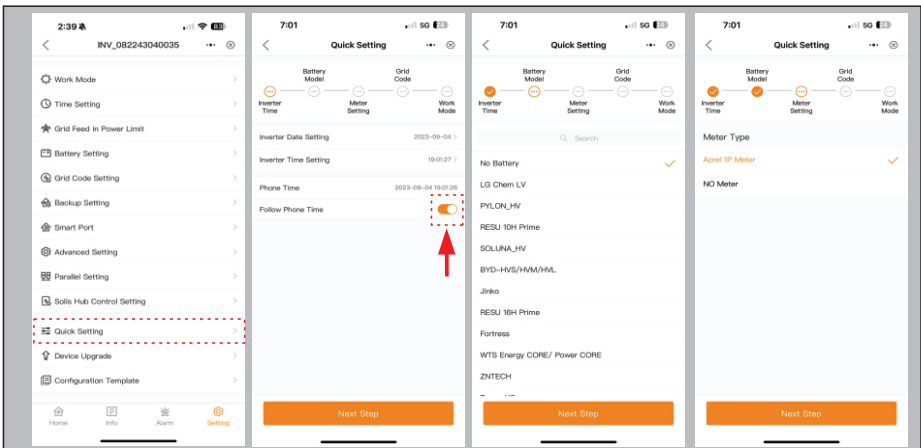 2:39
83
INV_082243040035
Work Mode
Time Setting
Grid Feed in Power Limit
Battery Setting
Grid Code Setting
Backup Setting
Smart Port
Advanced Setting
Parallel Setting
Solis Hub Control Setting
Quick Setting
Device Upgrade
Configuration Template
Home Info Alarm Setting
7:01
5G 24
Quick Setting
Battery Model
Grid Code
Inverter Time
Meter Setting
Work Mode
Inverter Date Setting 2023-09-04
Inverter Time Setting 19:01:27
Phone Time 2023-09-04 19:01:28
Follow Phone Time
Next Step
7:01
5G 24
Quick Setting
Battery Model
Grid Code
Inverter Time
Meter Setting
Work Mode
Search
No Battery
LG Chem LV
PYLON_HV
RESU 10H Prime
SOLUNA_HV
BYD-HVS/HVM/HVL
Jinko
RESU 16H Prime
Fortress
WTS Energy CORE/ Power CORE
ZNTECH
Next Step
7:01
5G 24
Quick Setting
Battery Model
Grid Code
Inverter Time
Meter Setting
Work Mode
Meter Type
Acrel 1P Meter
NO Meter
Next Step